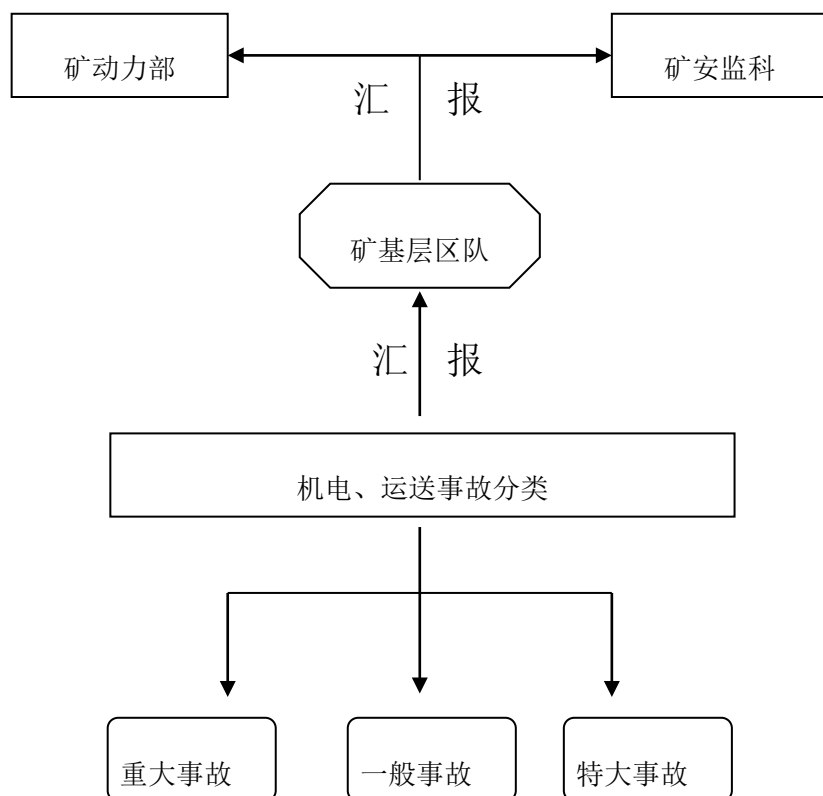 矿动力部
矿安监科
汇 报
矿基层区队
汇 报
机电、运送事故分类
重大事故
一般事故
特大事故